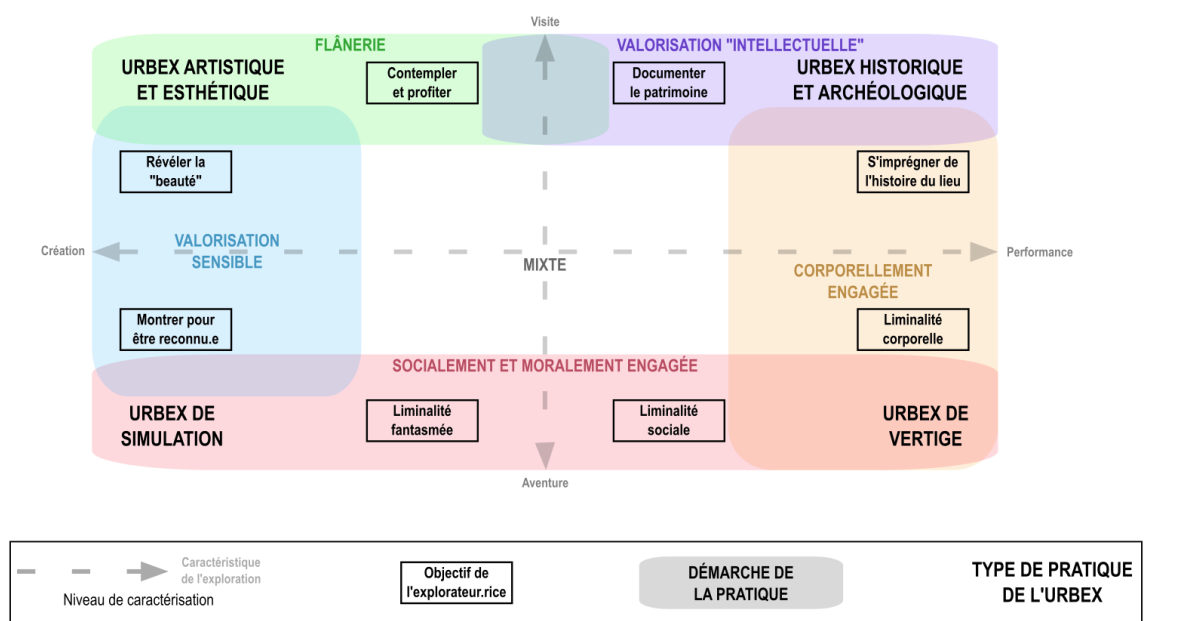 Visite
FLÂNERIE
VALORISATION "INTELLECTUELLE"
URBEX ARTISTIQUE
ET ESTHÉTIQUE
Contempler
et profiter
Documenter
le patrimoine
URBEX HISTORIQUE
ET ARCHÉOLOGIQUE
Révéler la
"beauté"
S'imprégner de
l'histoire du lieu
Création
VALORISATION
SENSIBLE
MIXTE
Performance
CORPORELLEMENT
ENGAGÉE
Montrer pour
être reconnu.e
Liminalité
corporelle
SOCIALEMENT ET MORALEMENT ENGAGÉE
URBEX DE
SIMULATION
Liminalité
fantasmée
Liminalité
sociale
URBEX DE
VERTIGE
Aventure
Caractéristique
de l'exploration
Niveau de caractérisation
Objectif de
l'explorateur.rice
DÉMARCHE DE
LA PRATIQUE
TYPE DE PRATIQUE
DE L'URBEX